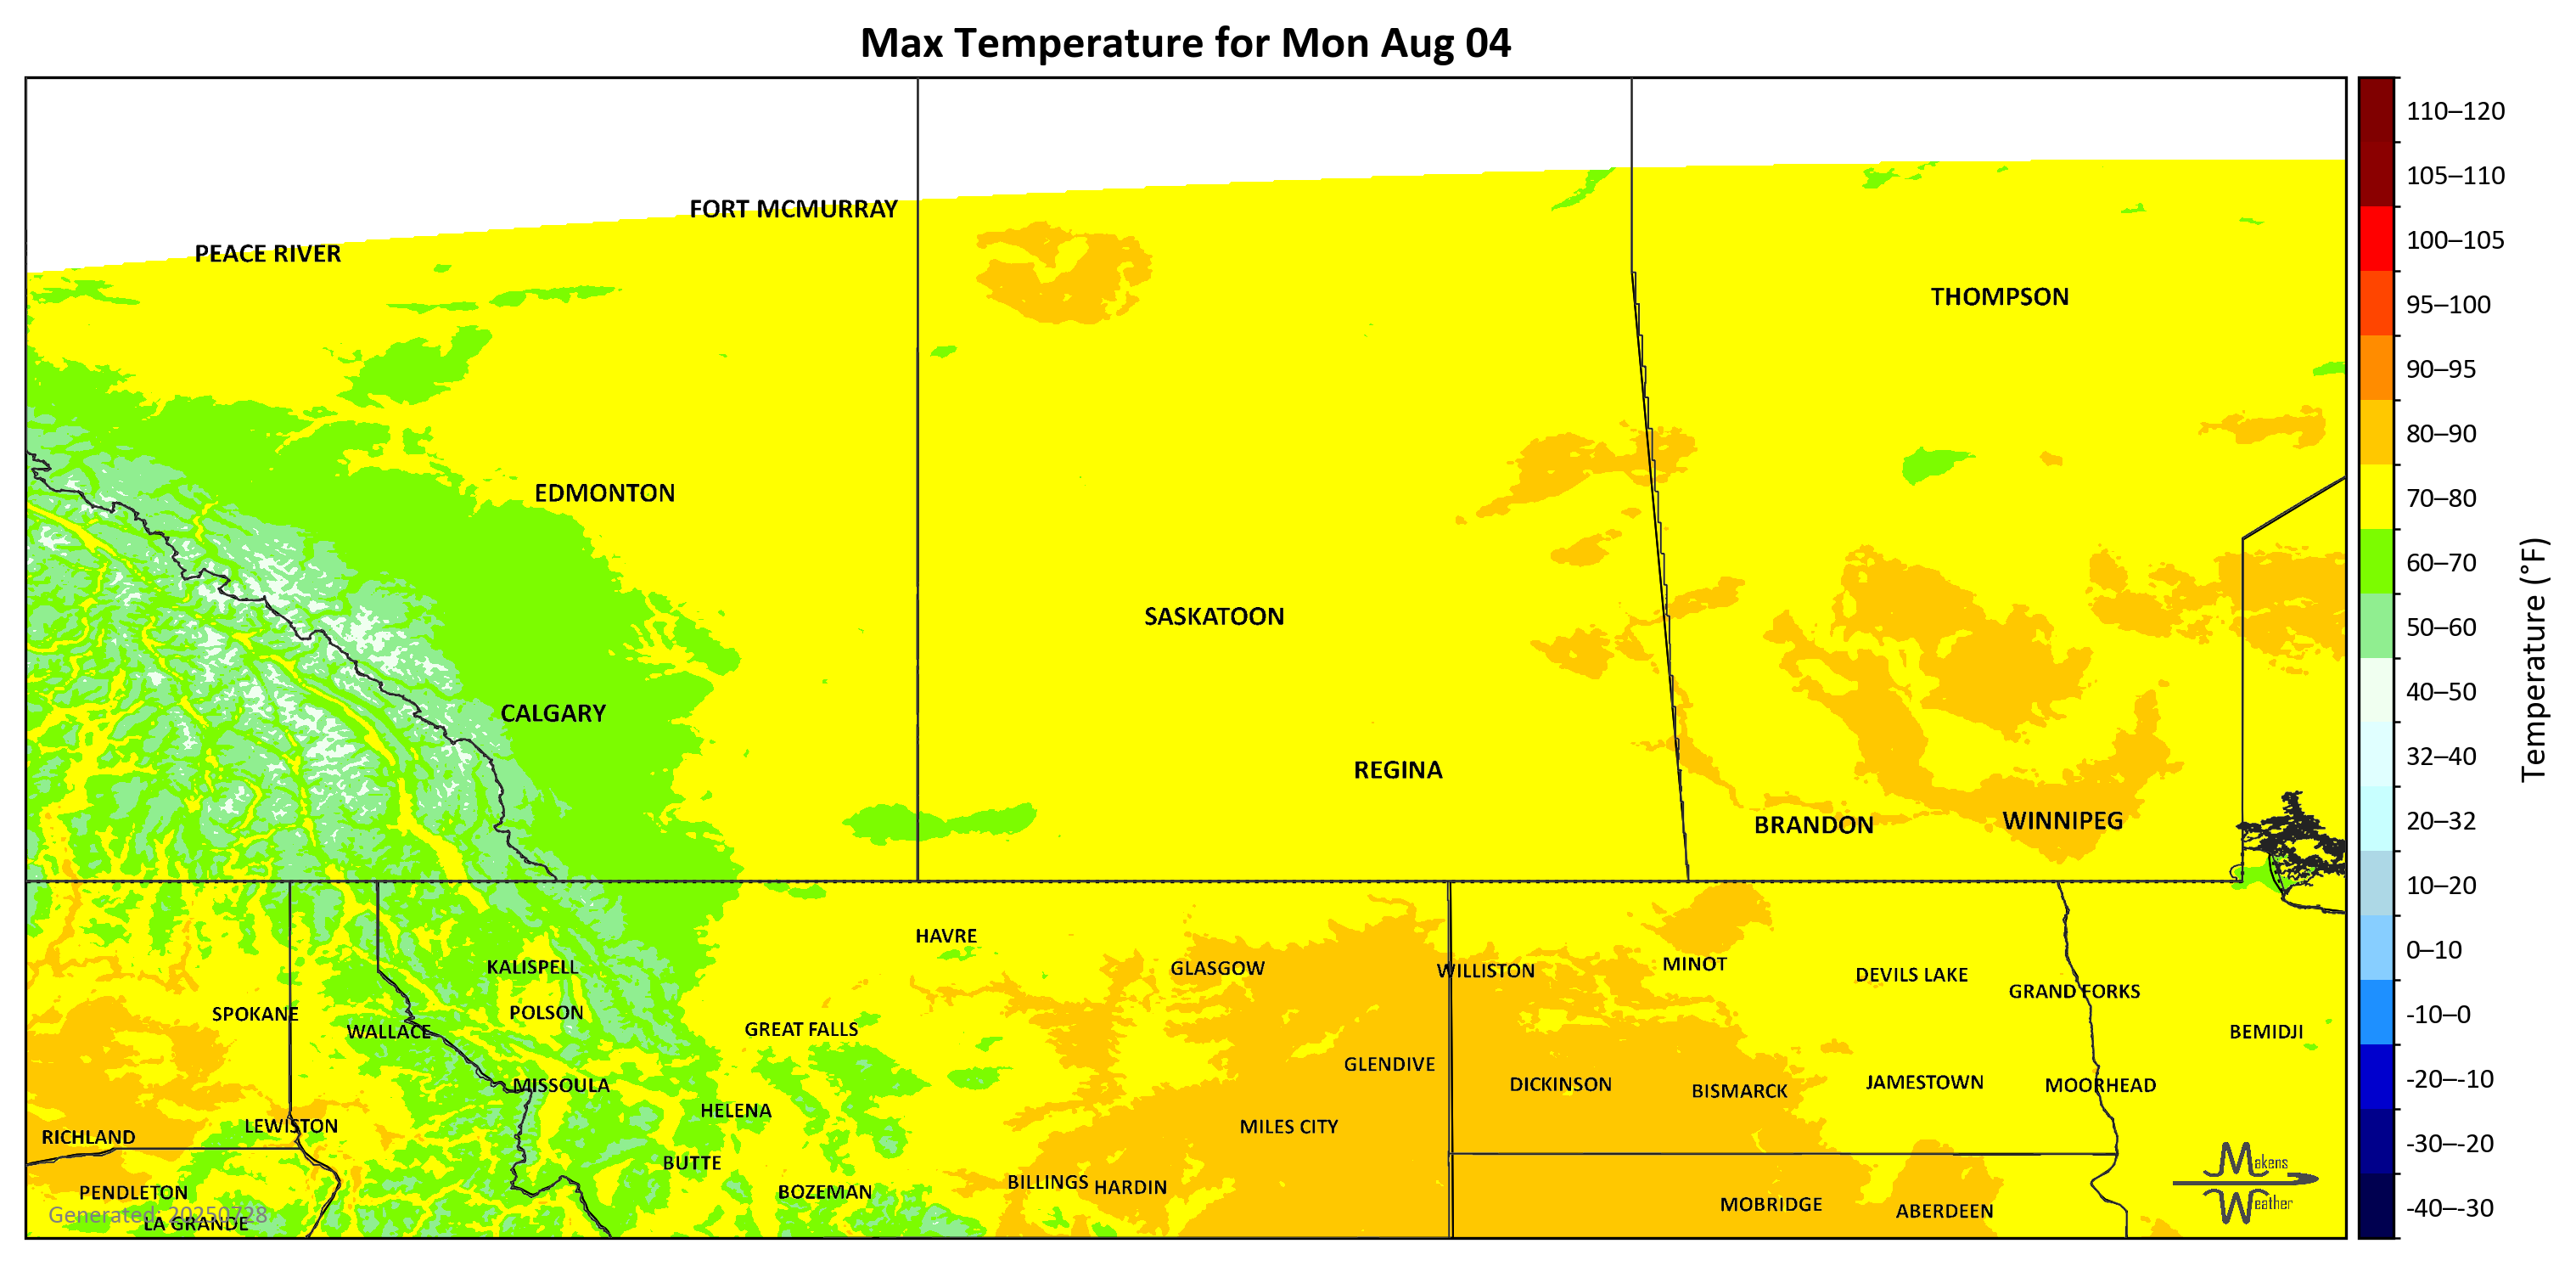 Max Temperature for Mon Aug 04
110–120
105–110
FORT MCMURRAY
100–105
PEACE RIVER
THOMPSON
95–100
90–95
80–90
EDMONTON
70–80
60–70
SASKATOON
50–60
40–50
CALGARY
32–40
Temperature (°F)
REGINA
20–32
BRANDON
WINNIPEG
10–20
HAVRE
0–10
KALISPELL
GLASGOW
WILLISTON
MINOT
DEVILS LAKE
GRAND FORKS
-10–0
SPOKANE
POLSON
WALLACE
GREAT FALLS
BEMIDJI
GLENDIVE
-20–-10
MISSOULA
DICKINSON
BISMARCK
JAMESTOWN
MOORHEAD
HELENA
LEWISTON
MILES CITY
RICHLAND
-30–-20
BUTTE
Makens
PENDLETON
BOZEMAN
BILLINGS
HARDIN
MOBRIDGE
ABERDEEN
Weather
-40–-30
Generated: 20250728
LA GRANDE